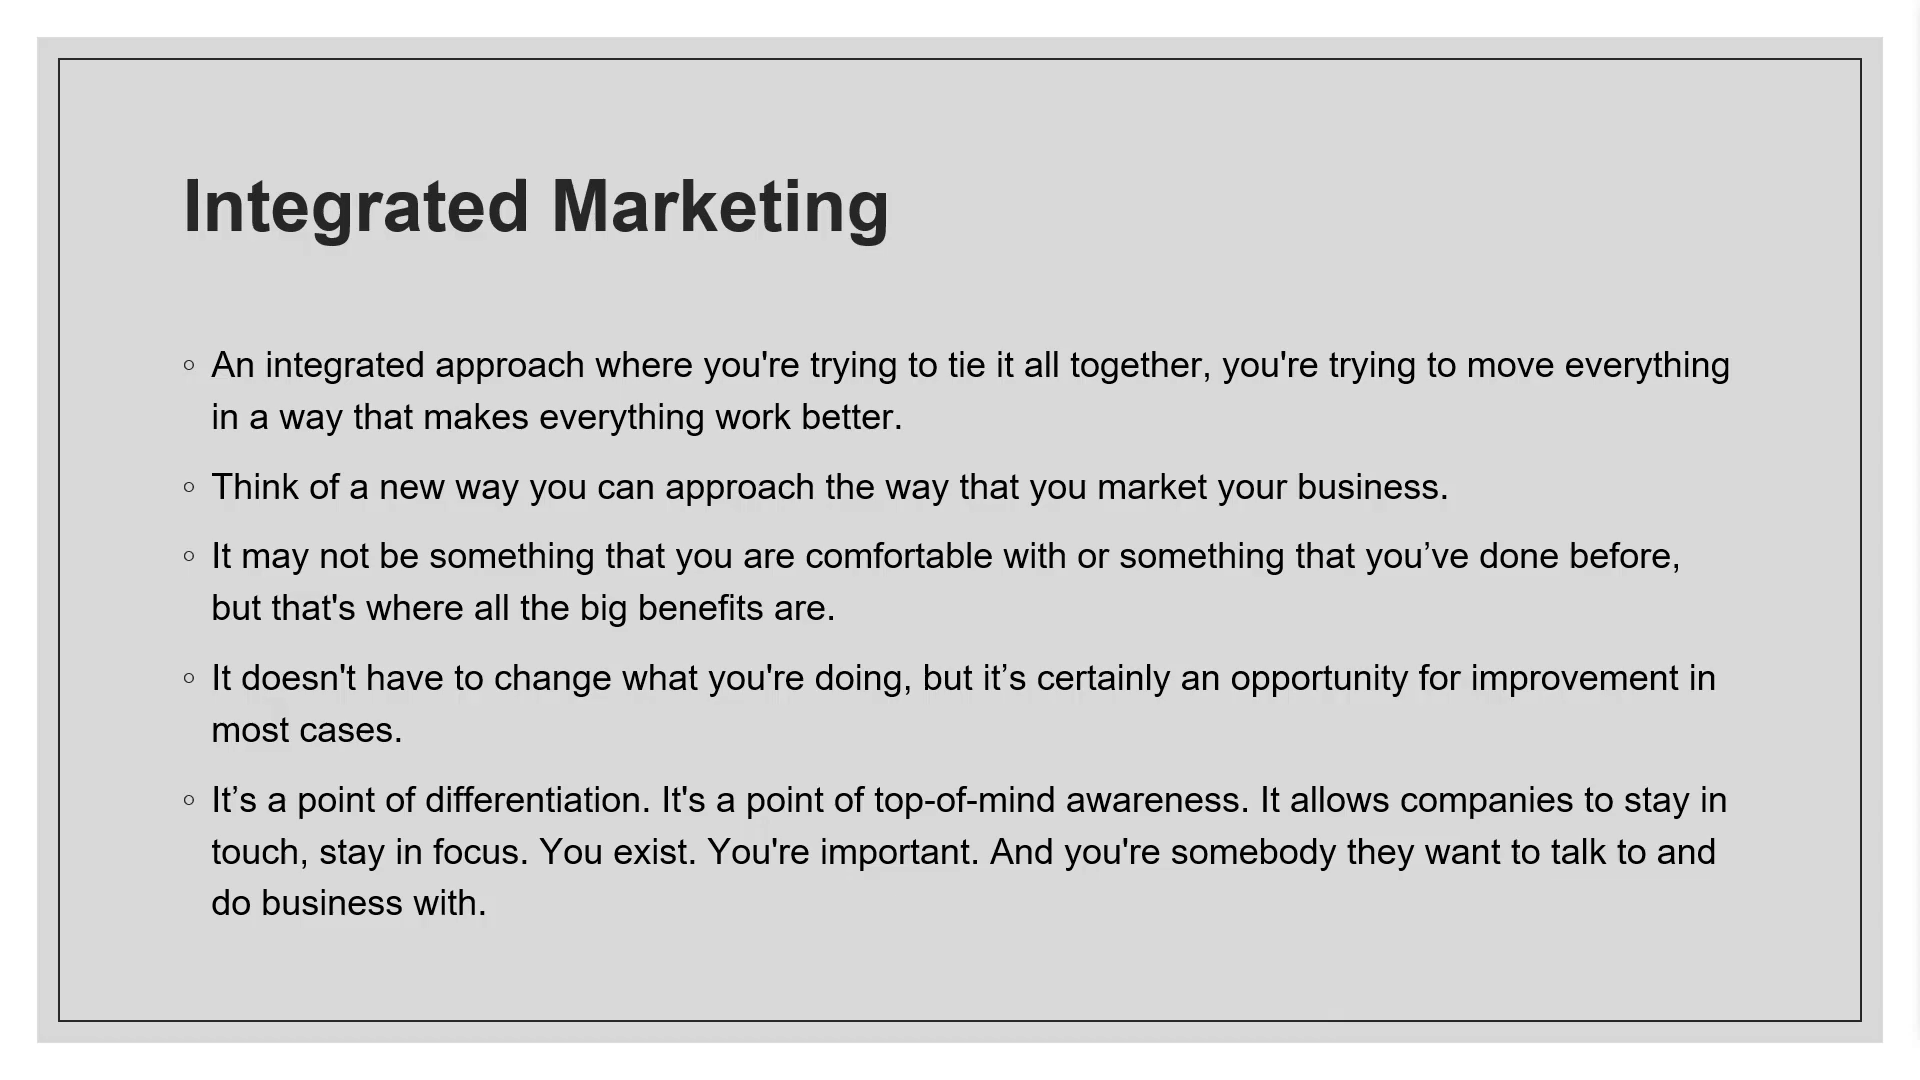 Integrated Marketing
◦ An integrated approach where you're trying to tie it all together, you're trying to move everything
in a way that makes everything work better.
◦ Think of a new way you can approach the way that you market your business.
◦ It may not be something that you are comfortable with or something that you’ve done before,
but that's where all the big benefits are.
◦ It doesn't have to change what you're doing, but it’s certainly an opportunity for improvement in
most cases.
◦ It’s a point of differentiation. It's a point of top-of-mind awareness. It allows companies to stay in
touch, stay in focus. You exist. You're important. And you're somebody they want to talk to and
do business with.